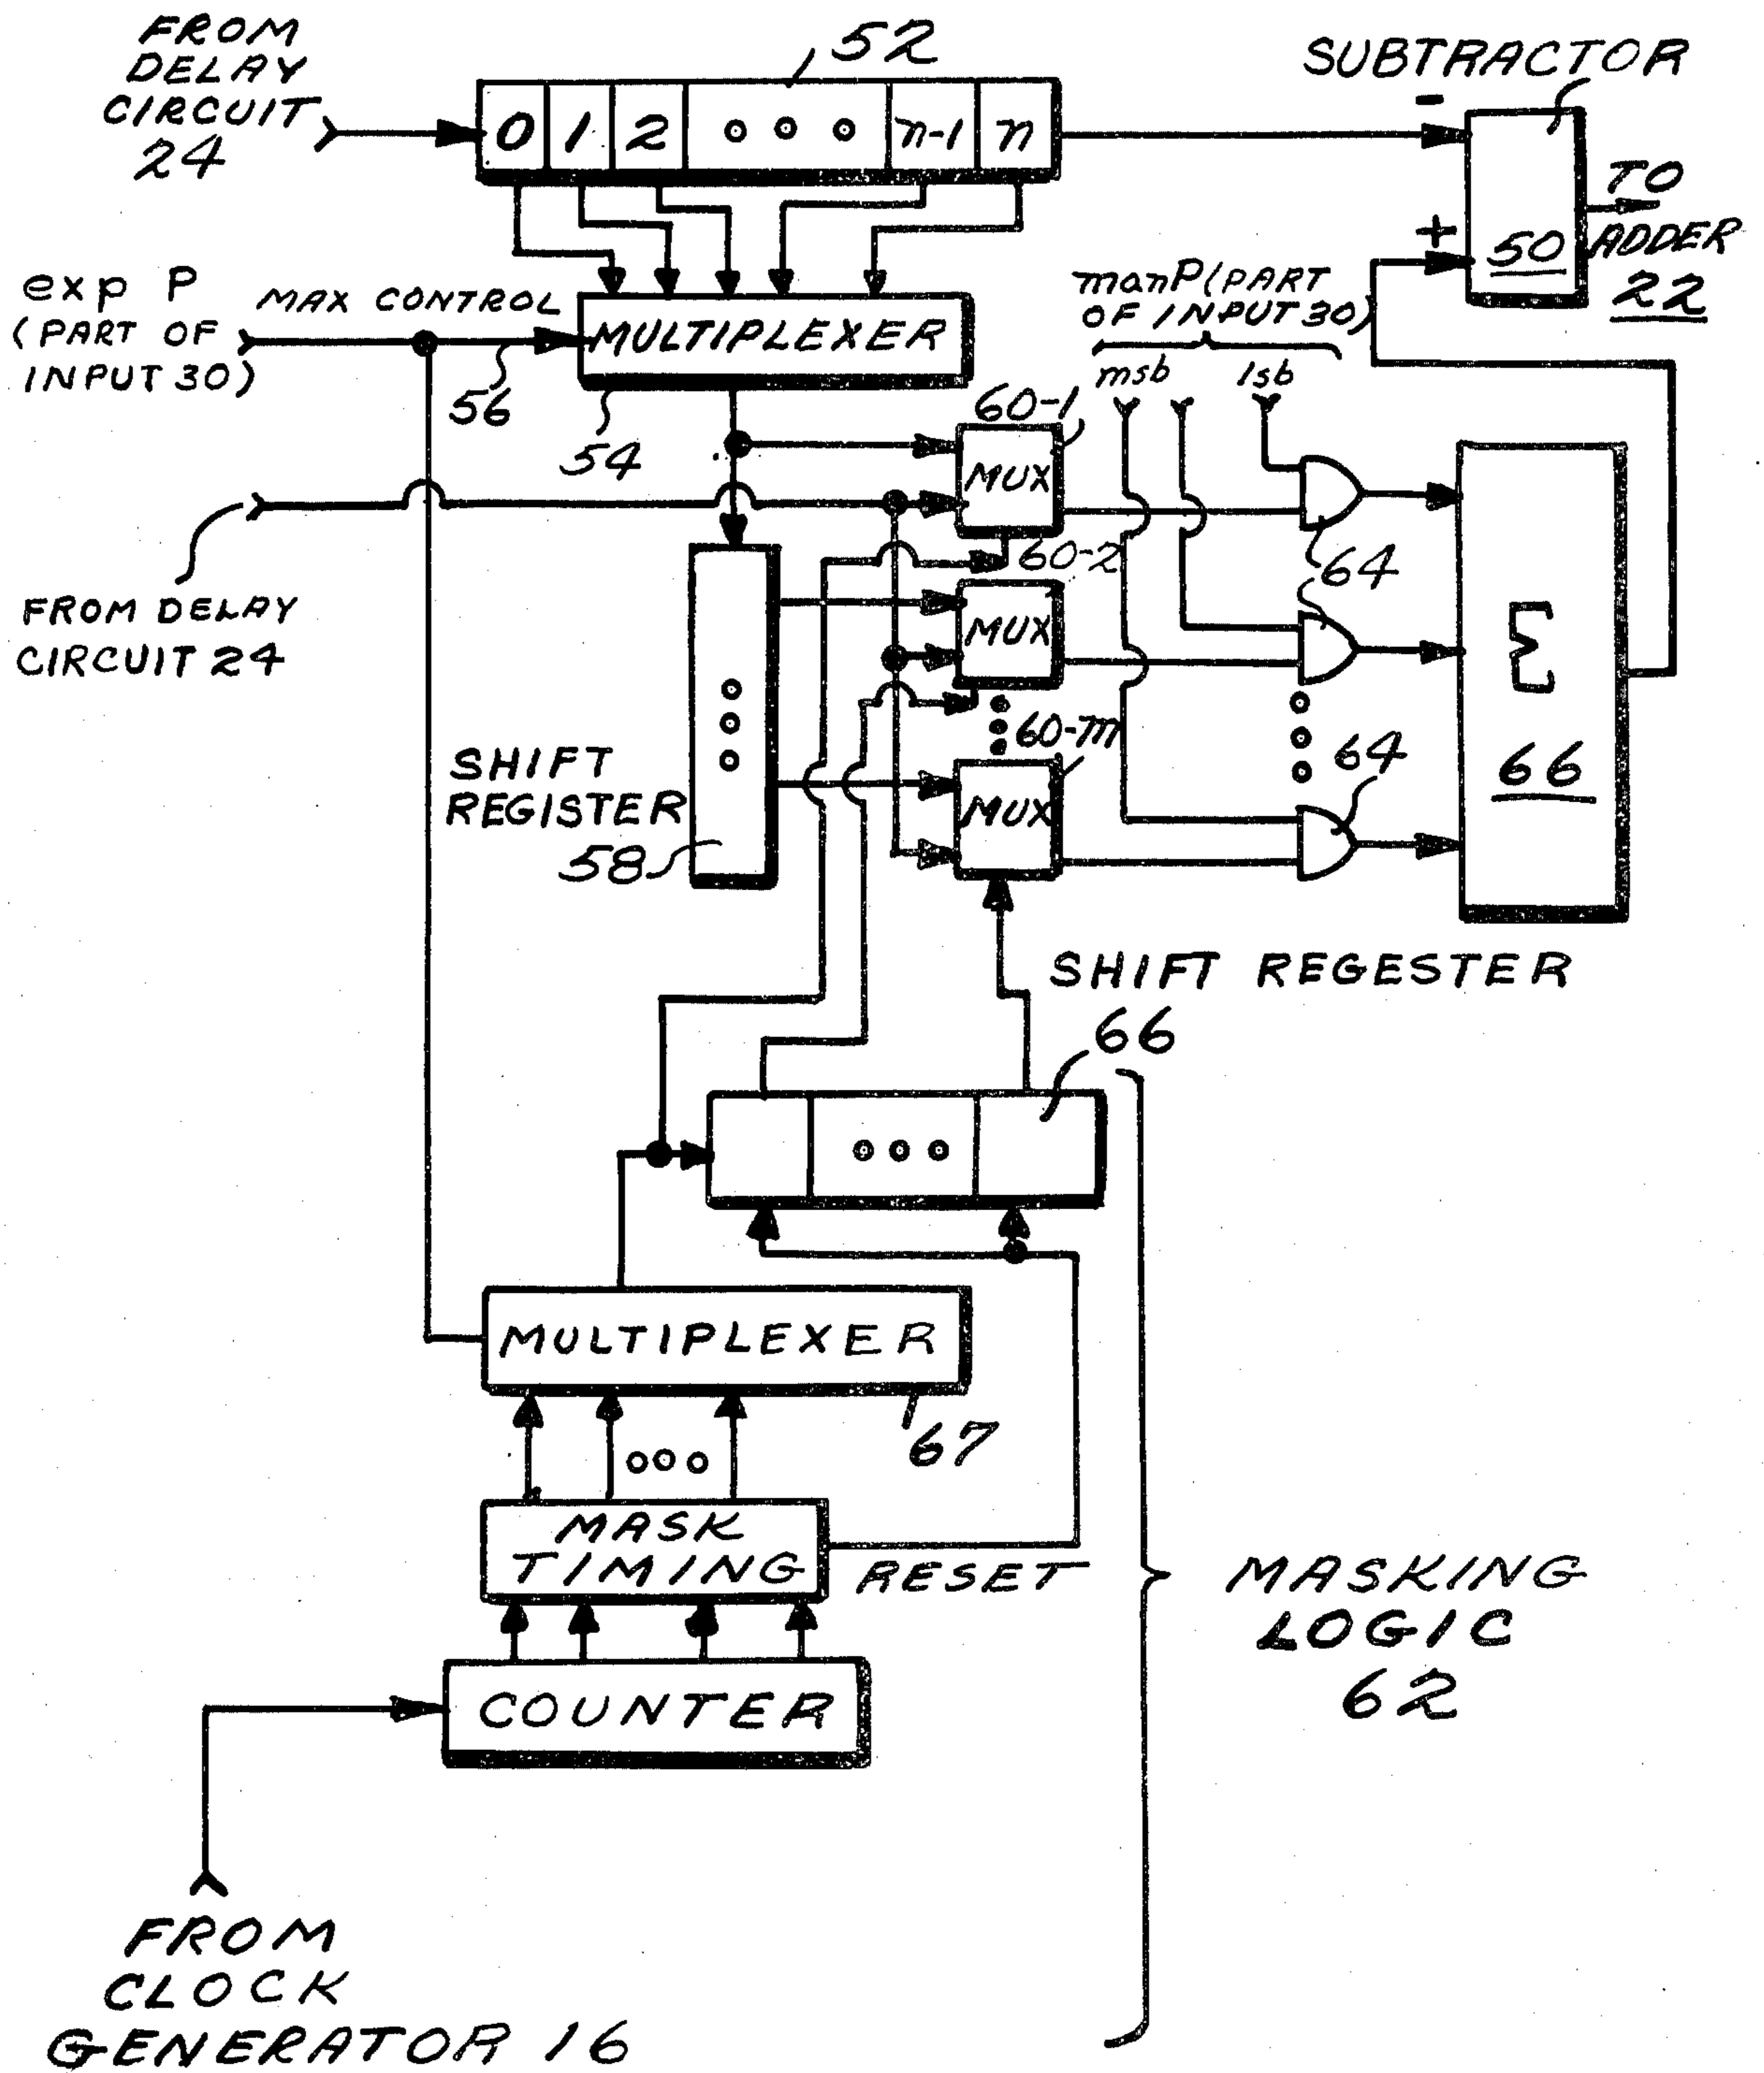 FROM
DELAY
CIRCUIT
24
52
0 1 2 n-1 n
SUBTRACTOR
-
+
50
TO
ADDER
22
exp P
(PART OF
INPUT 30)
MAX CONTROL
56
MULTIPLEXER
54
manP (PART
OF INPUT 30)
msb lsb
60-1
MUX
60-2
MUX
60-m
MUX
64
64
Σ
66
FROM DELAY
CIRCUIT 24
SHIFT
REGISTER
58
SHIFT REGESTER
66
MULTIPLEXER
67
MASK
TIMING
RESET
COUNTER
MASKING
LOGIC
62
FROM
CLOCK
GENERATOR 16